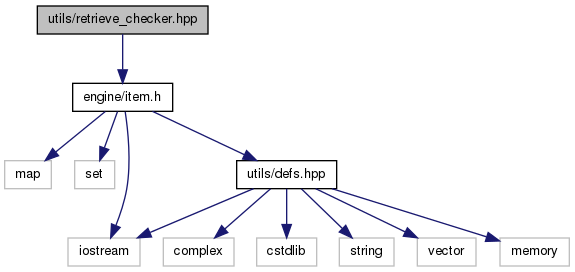 utils/retrieve_checker.hpp
engine/item.h
map
set
utils/defs.hpp
iostream
complex
cstdlib
string
vector
memory